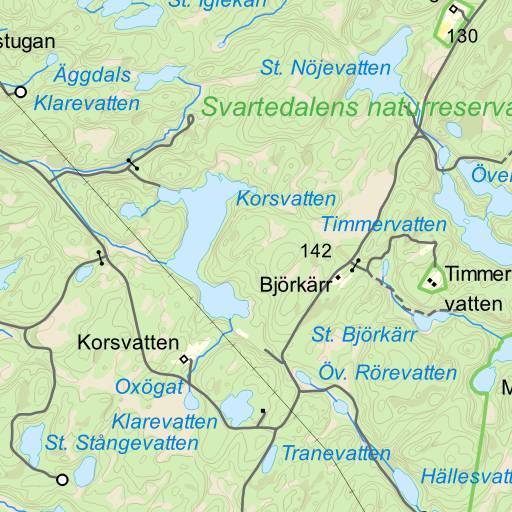 St. Iglekärr
130
stugan
St. Nöjevatten
Äggdals
Klarevatten
Svartedalens naturreserva
Över
Korsvatten
Timmervatten
142
Björkärr
Timmer
vatten
St. Björkärr
Korsvatten
Öv. Rörevatten
Oxögat
M
Klarevatten
St. Stångevatten
Tranevatten
Hällesvatt